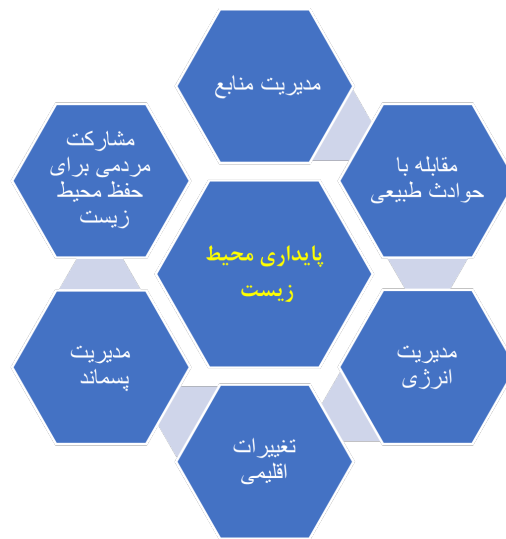 مدیریت منابع
مقابله با
حوادث طبیعی
مدیریت
انرژی
تغییرات
اقلیمی
مدیریت
پسماند
مشارکت
مردمی برای
حفظ محیط
زیست
پایداری محیط
زیست